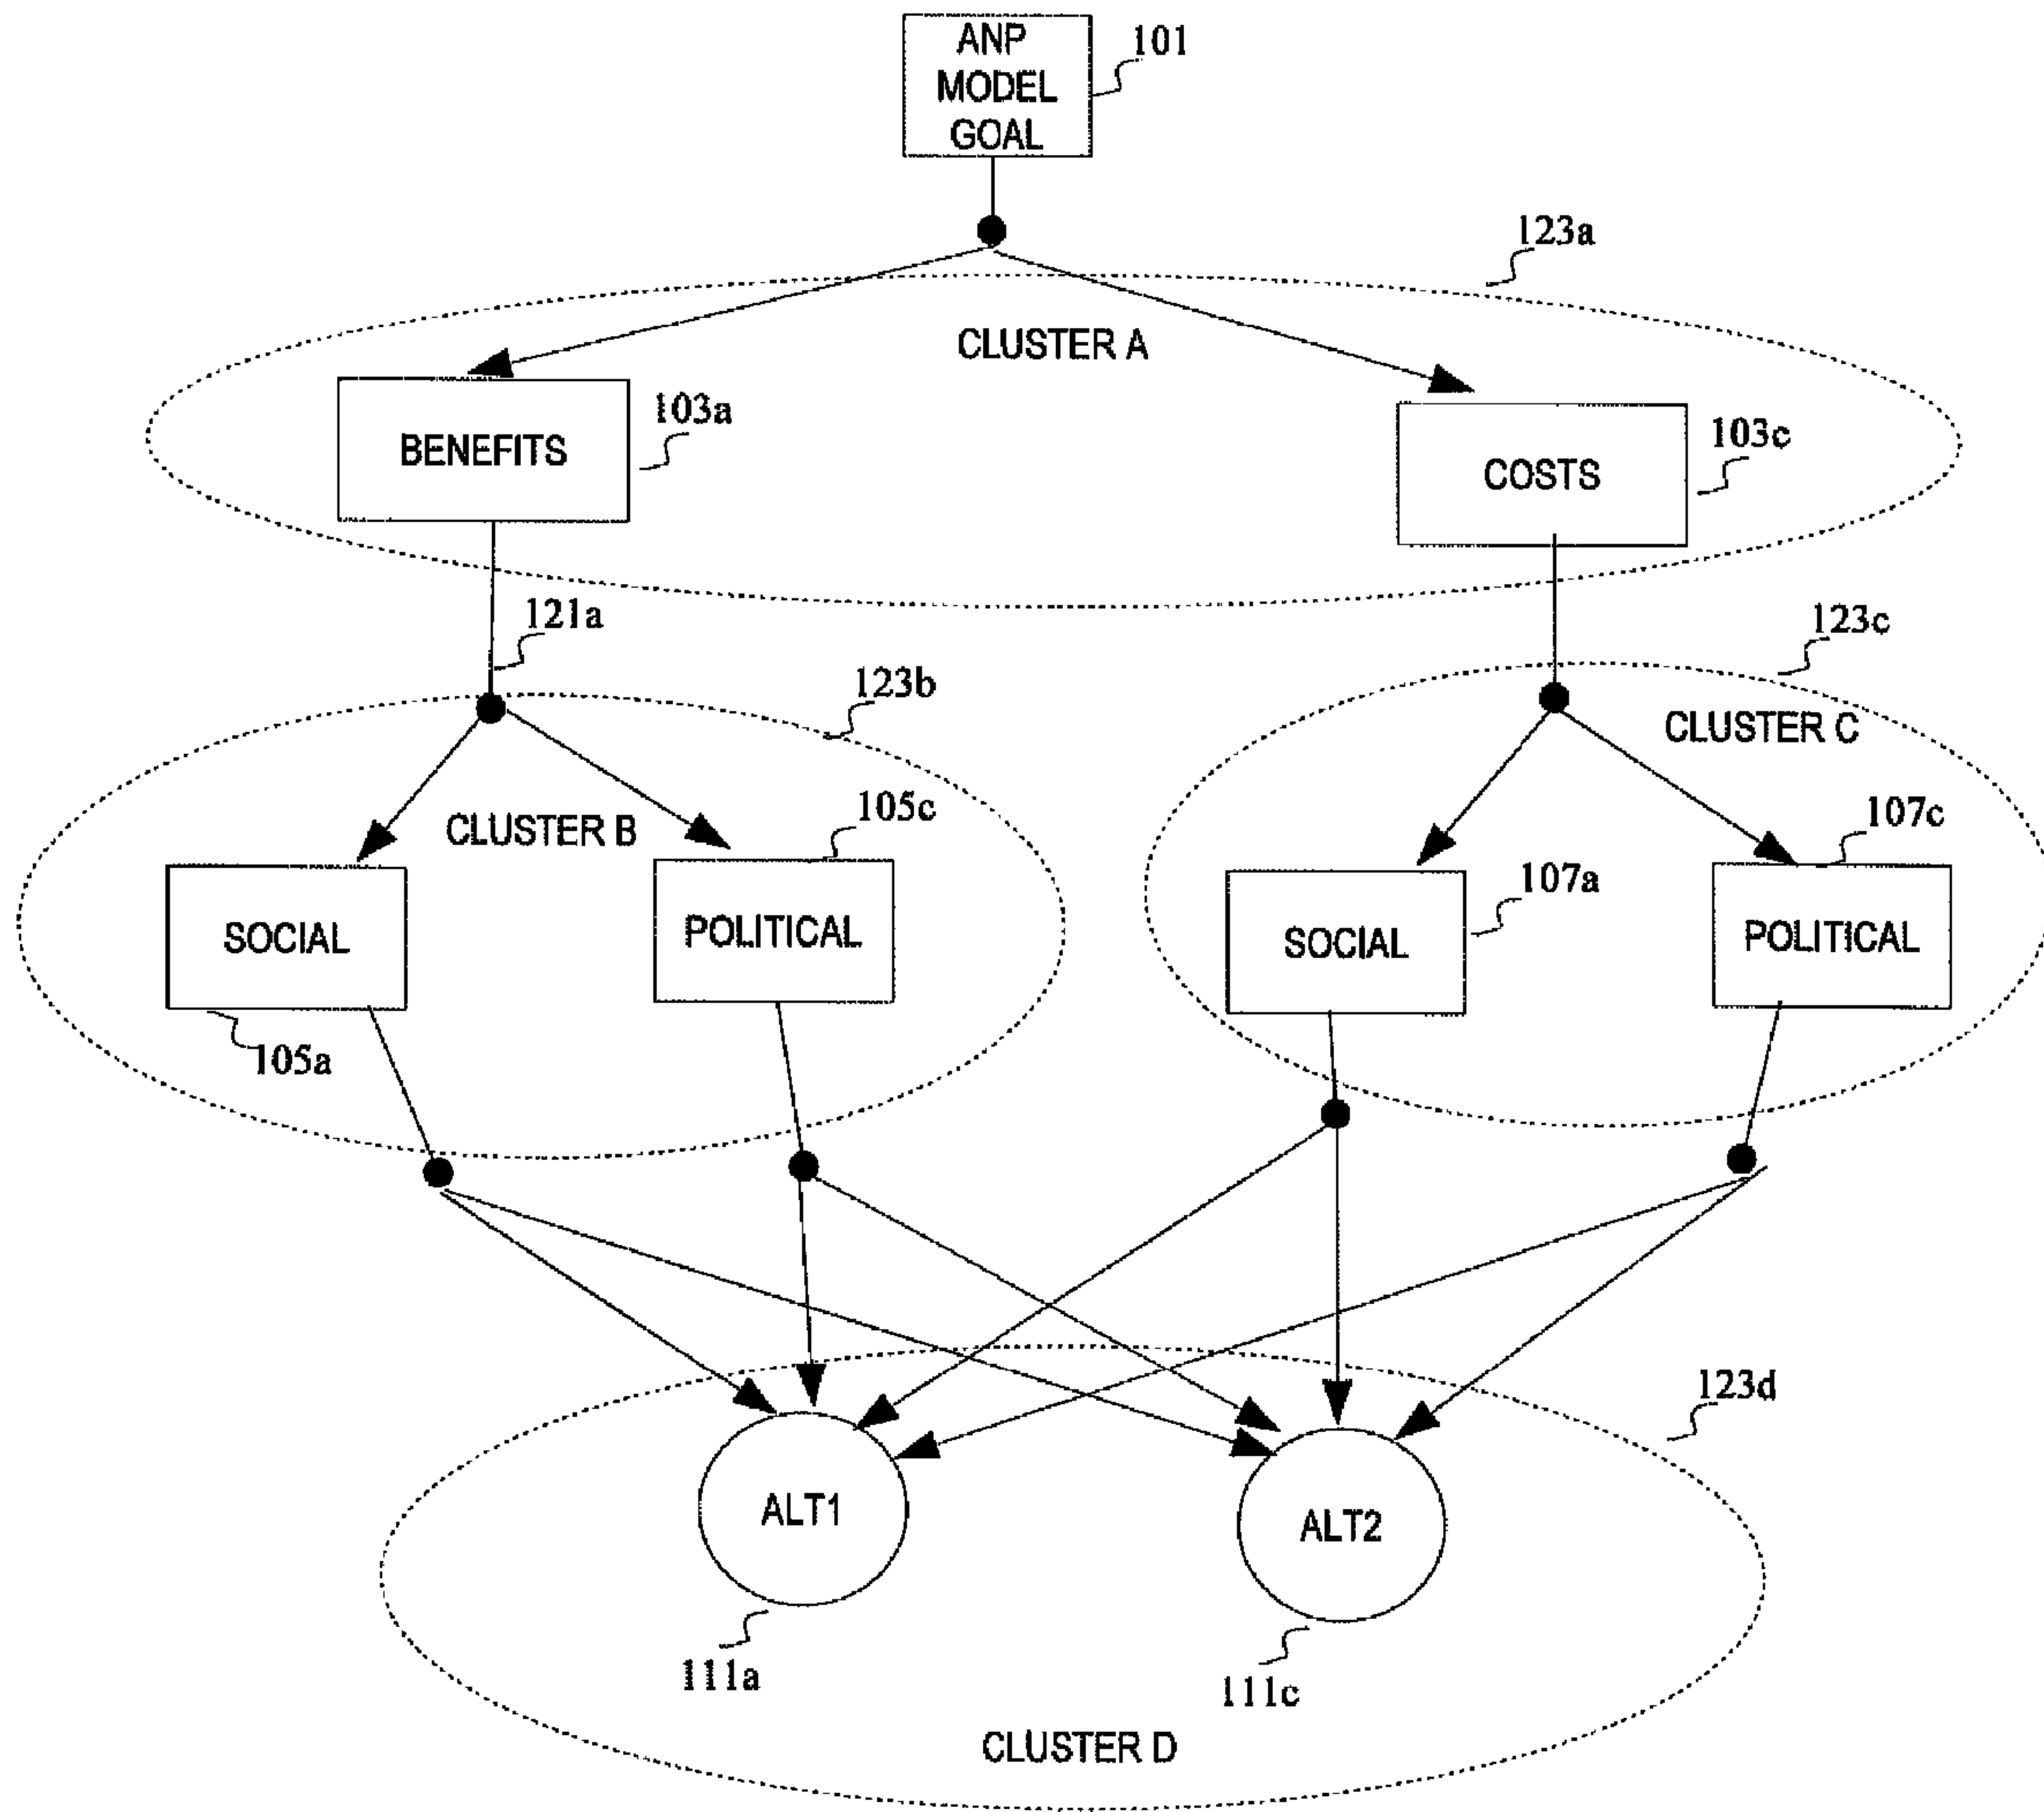 ANP
MODEL
GOAL
101
123a
CLUSTER A
103a
BENEFITS
103c
COSTS
121a
123c
123b
CLUSTER C
105c
CLUSTER B
107c
107a
SOCIAL
POLITICAL
SOCIAL
POLITICAL
105a
123d
ALT1
ALT2
111a
111c
CLUSTER D